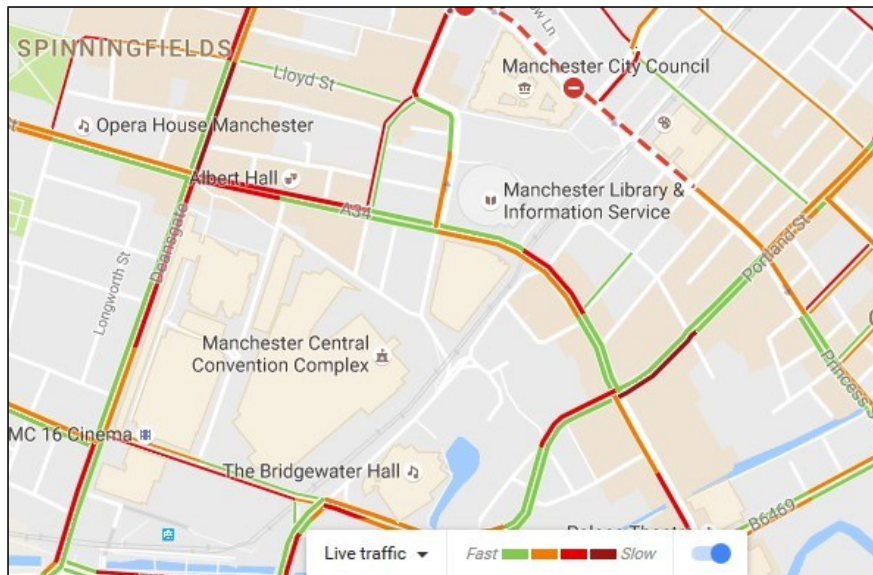 SPINNINGFIELDS
Lloyd St
Manchester City Council
Opera House Manchester
Albert Hall
A34
Manchester Library &
Information Service
Deansgate
Longworth St
Portland St
Manchester Central
Convention Complex
Princess S
MC 16 Cinema
The Bridgewater Hall
B6469
Live traffic
Fast
Slow